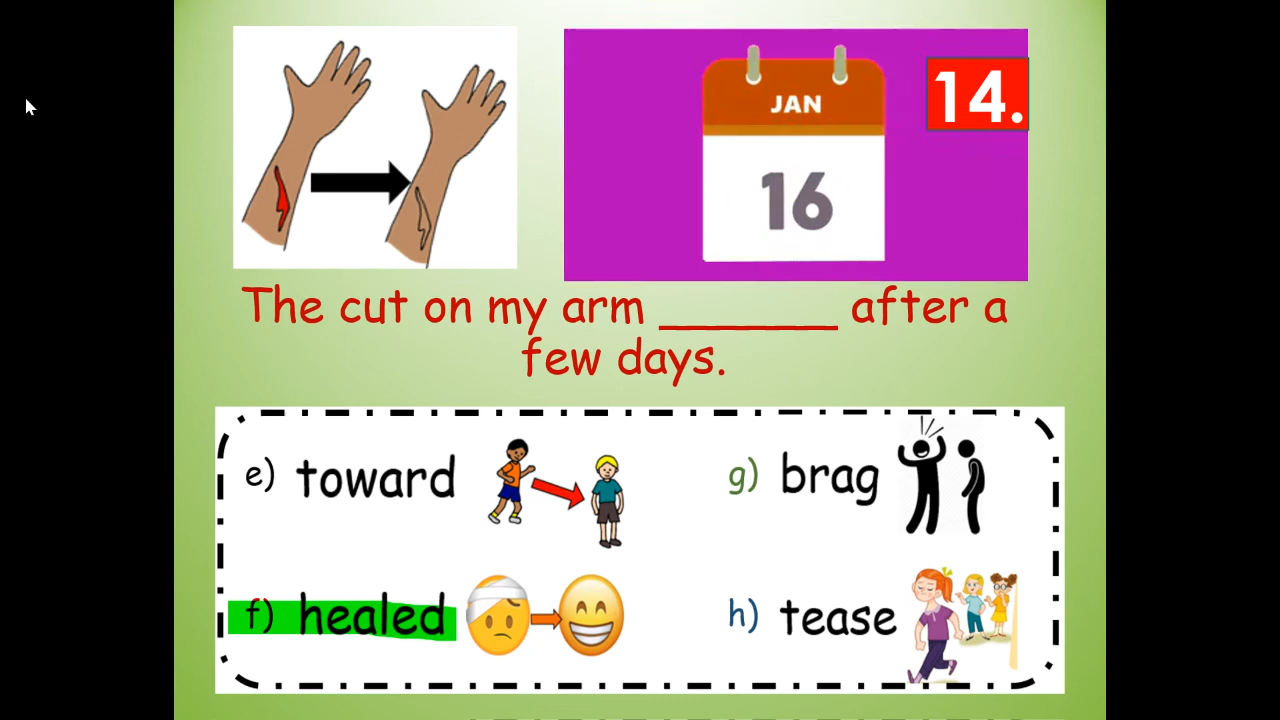 JAN
14.
16
The cut on my arm _______ after a
few days.
e) toward
g) brag
f) healed
h) tease